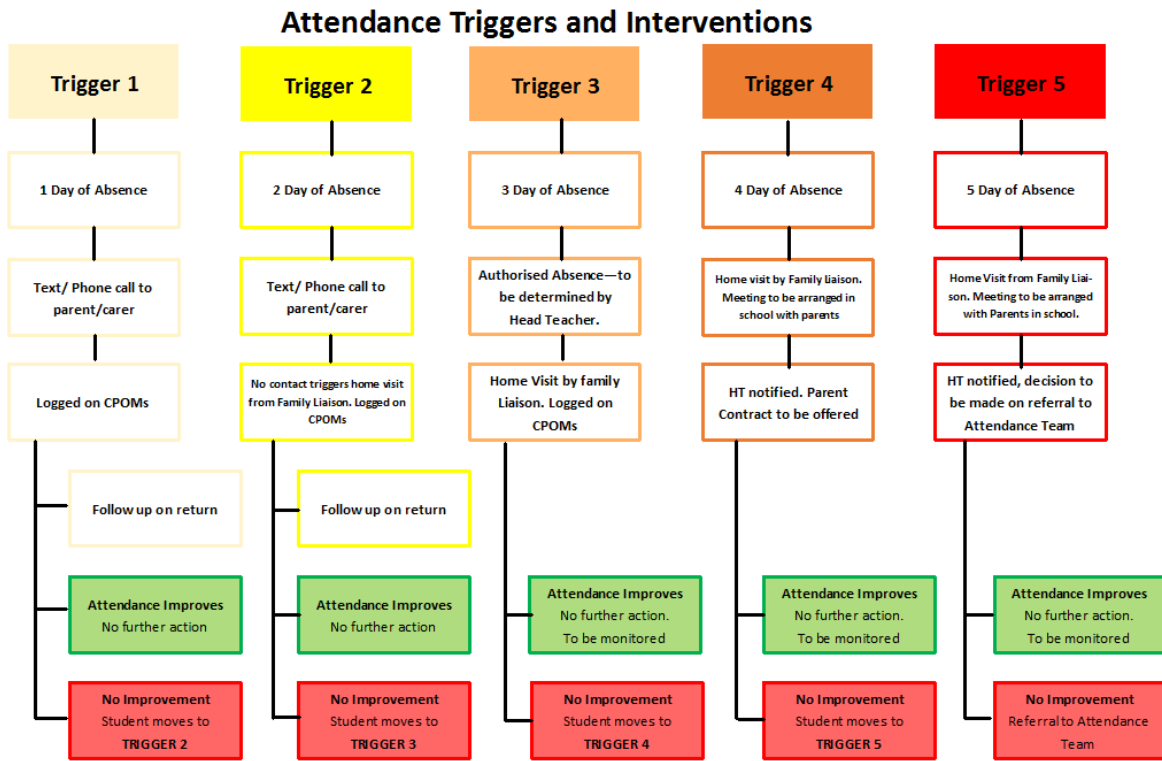 Attendance Triggers and Interventions
Trigger 1
1 Day of Absence
Text/ Phone call to
parent/carer
Logged on CPOMs
Follow up on return
Attendance Improves
No further action
No Improvement
Student moves to
TRIGGER 2
Trigger 2
2 Day of Absence
Text/ Phone call to
parent/carer
No contact triggers home visit
from Family Liaison. Logged on
CPOMs
Follow up on return
Attendance Improves
No further action
No Improvement
Student moves to
TRIGGER 3
Trigger 3
3 Day of Absence
Authorised Absence—to
be determined by
Head Teacher.
Home Visit by family
Liaison. Logged on
CPOMs
Attendance Improves
No further action.
To be monitored
No Improvement
Student moves to
TRIGGER 4
Trigger 4
4 Day of Absence
Home visit by Family liaison.
Meeting to be arranged in
school with parents
HT notified. Parent
Contract to be offered
Attendance Improves
No further action.
To be monitored
No Improvement
Student moves to
TRIGGER 5
Trigger 5
5 Day of Absence
Home Visit from Family Liai-
son. Meeting to be arranged
with Parents in school.
HT notified, decision to
be made on referral to
Attendance Team
Attendance Improves
No further action.
To be monitored
No Improvement
Referral to Attendance
Team